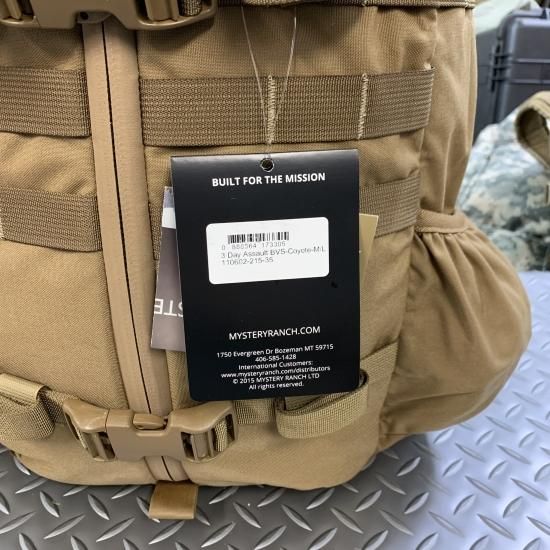 BUILT FOR THE MISSION
0 880564 173305
3 Day Assault BVS-Coyote-M/L
110602-215-35
MYSTERYRANCH.COM
1750 Evergreen Dr Bozeman MT 59715
406-585-1428
International Customers:
www.mysteryranch.com/distributors
© 2015 MYSTERY RANCH LTD
All rights reserved.